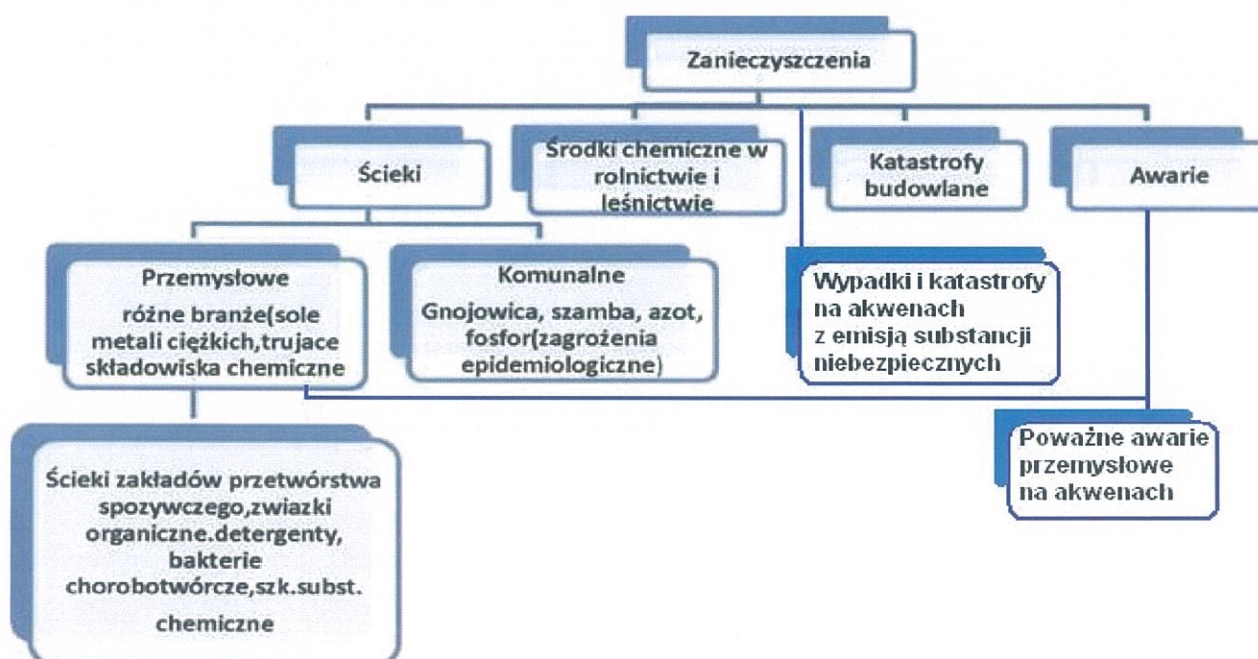 Zanieczyszczenia
Ścieki
Środki chemiczne w
rolnictwie i
leśnictwie
Katastrofy
budowlane
Awarie
Przemysłowe
różne branże(sole
metali ciężkich,trujace
składowiska chemiczne
Komunalne
Gnojowica, szamba, azot,
fosfor(zagrożenia
epidemiologiczne)
Wypadki i katastrofy
na akwenach
z emisją substancji
niebezpiecznych
Poważne awarie
przemysłowe
na akwenach
Ścieki zakładów przetwórstwa
spozywczego,zwiazki
organiczne.detergenty,
bakterie
chorobotwórcze,szk.subst.
chemiczne